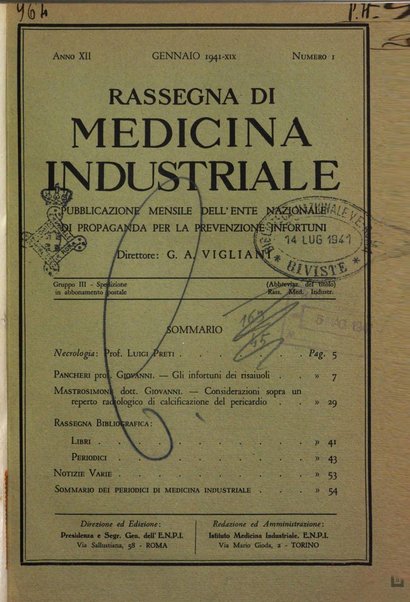 964
P.H.
ANNO XII GENNAIO 1941-XIX NUMERO 1
RASSEGNA DI
MEDICINA
INDUSTRIALE
PUBBLICAZIONE MENSILE DELL'ENTE NAZIONALE
DI PROPAGANDA PER LA PREVENZIONE INFORTUNI
Direttore: G. A. VIGLIANI
14 LUG 1941
RIVISTE
Gruppo III - Spedizione (Abbreviaz. del titolo)
in abbonamento postale Rass. Med. Industr.
SOMMARIO
Necrologia: Prof. LUIGI PRETI . . . . . Pag. 5
PANCHERI prof. GIOVANNI. — Gli infortuni dei risaiuoli . . » 7
MASTROSIMONE dott. GIOVANNI. — Considerazioni sopra un
reperto radiologico di calcificazione del pericardio . . » 29
RASSEGNA BIBLIOGRAFICA:
LIBRI . . . . . . . . . » 41
PERIODICI . . . . . . . . » 43
NOTIZIE VARIE . . . . . . . . » 53
SOMMARIO DEI PERIODICI DI MEDICINA INDUSTRIALE . . . » 54
Direzione ed Edizione: Redazione ed Amministrazione:
Presidenza e Segr. Gen. dell'E.N.P.I. Istituto Medicina Industriale. E.N.P.I.
Via Sallustiana, 58 - ROMA Via Mario Gioda, 2 - TORINO